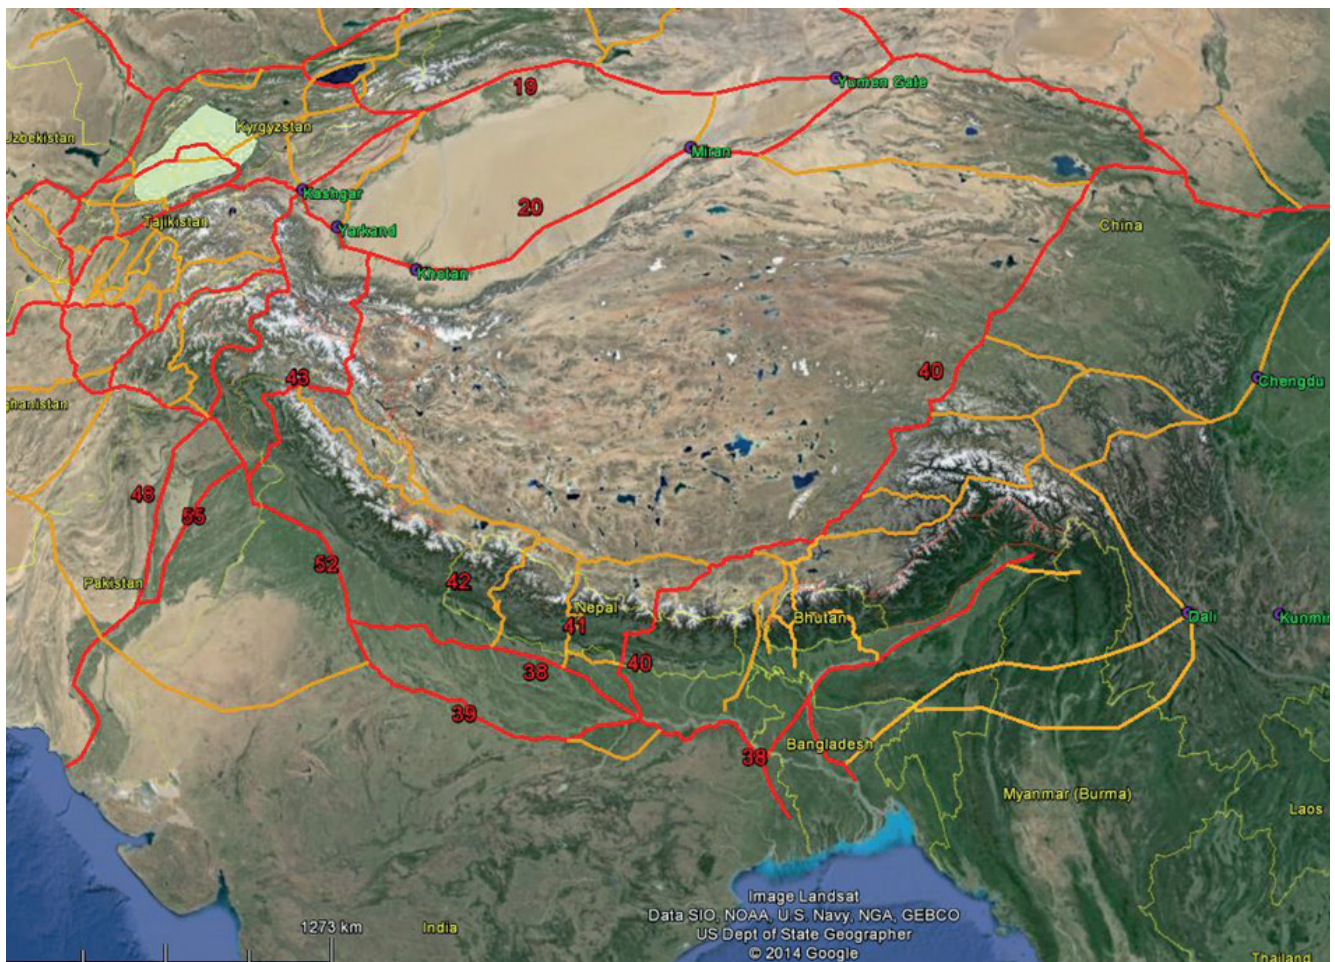 19
Yumen Gate
Kyrgyzstan
Uzbekistan
Miran
Kashgar
20
Tajikistan
Yarkand
China
Khotan
43
40
Chengdu
ghanistan
48
55
52
42
Pakistan
Nepal
Bhutan
Dali
Kunmin
41
40
38
39
Bangladesh
38
Myanmar (Burma)
Laos
Image Landsat
Data SIO, NOAA, U.S. Navy, NGA, GEBCO
1273 km
India
US Dept of State Geographer
© 2014 Google
Thailand